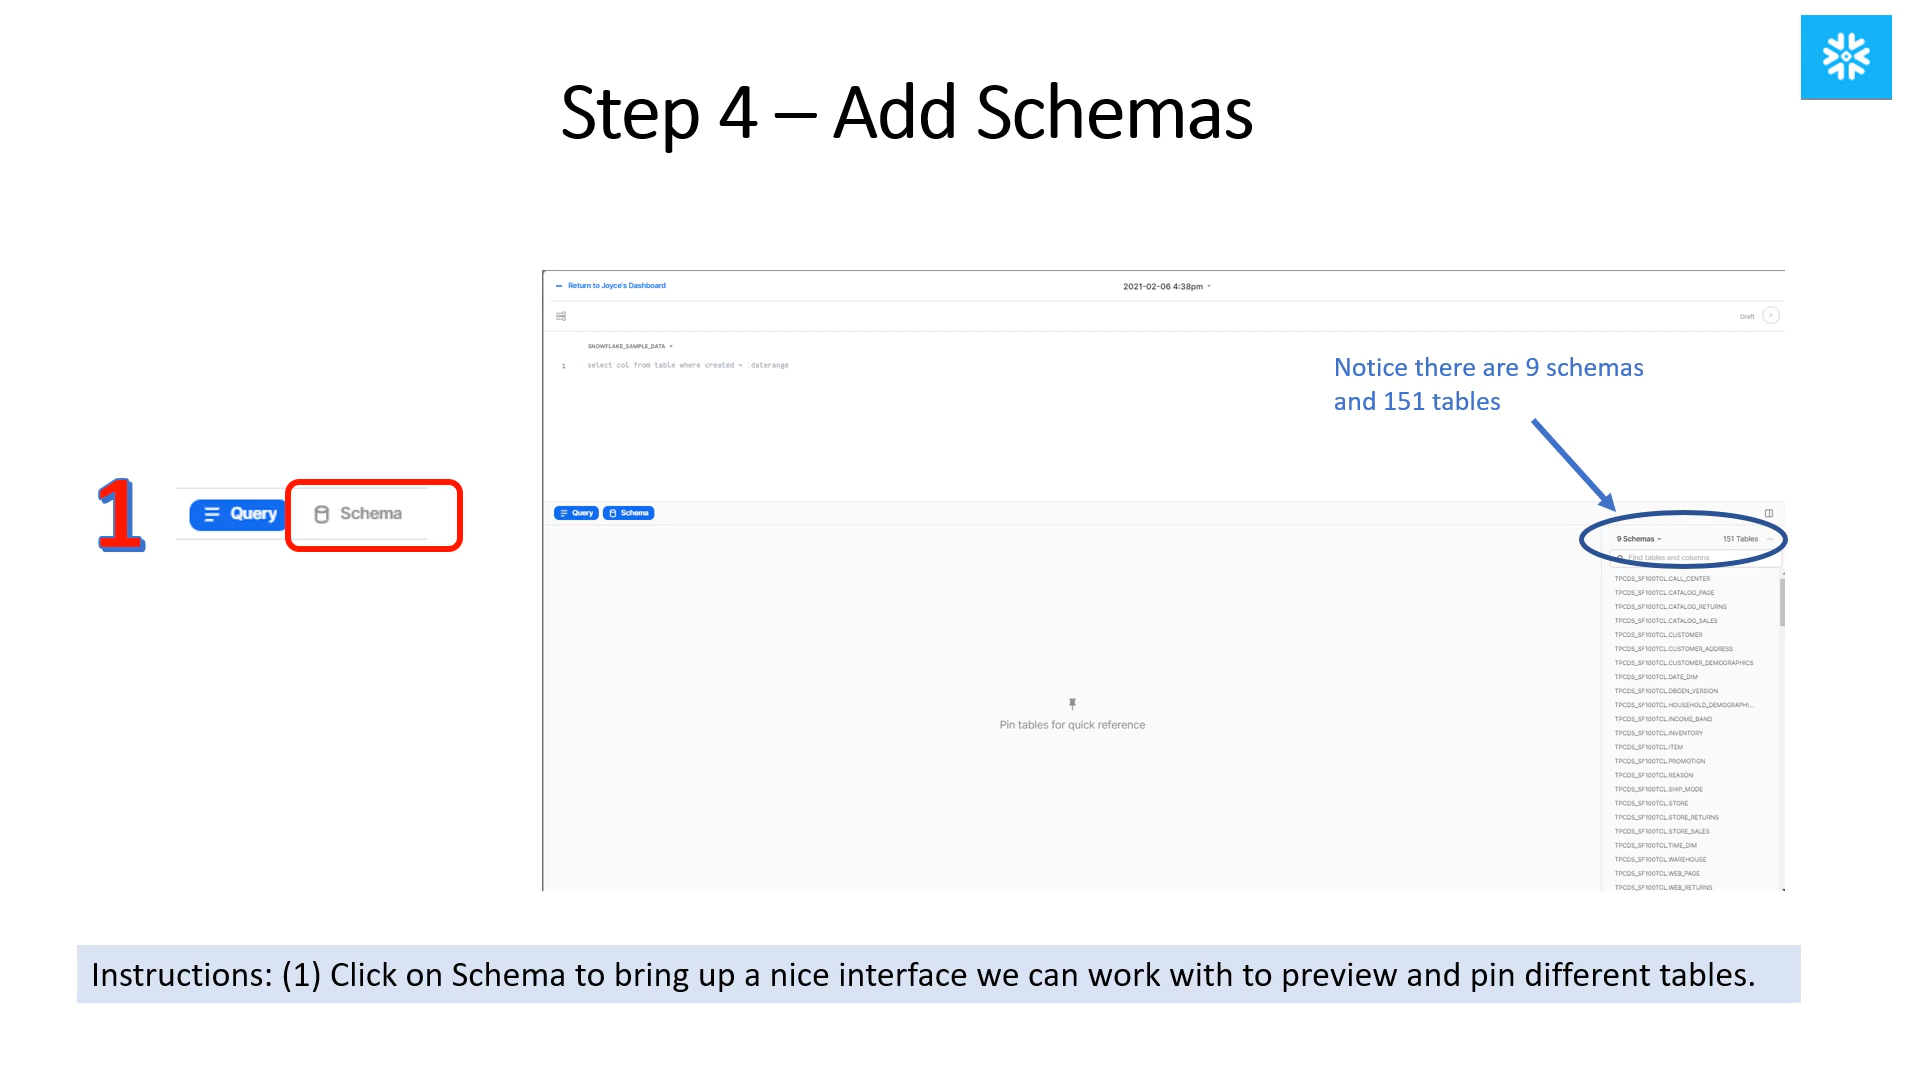 Step 4 – Add Schemas
Return to Joyce's Dashboard
2021-02-06 4:38pm
Draft
SNOWFLAKE_SAMPLE_DATA
1
select col from table where created = :daterange
Notice there are 9 schemas
and 151 tables
1
Query
Schema
Query
Schema
9 Schemas
151 Tables
Find tables and columns
TPCDS_SF100TCL.CALL_CENTER
TPCDS_SF100TCL.CATALOG_PAGE
TPCDS_SF100TCL.CATALOG_RETURNS
TPCDS_SF100TCL.CATALOG_SALES
TPCDS_SF100TCL.CUSTOMER
TPCDS_SF100TCL.CUSTOMER_ADDRESS
TPCDS_SF100TCL.CUSTOMER_DEMOGRAPHICS
TPCDS_SF100TCL.DATE_DIM
TPCDS_SF100TCL.DBGEN_VERSION
TPCDS_SF100TCL.HOUSEHOLD_DEMOGRAPHI...
TPCDS_SF100TCL.INCOME_BAND
TPCDS_SF100TCL.INVENTORY
TPCDS_SF100TCL.ITEM
TPCDS_SF100TCL.PROMOTION
TPCDS_SF100TCL.REASON
TPCDS_SF100TCL.SHIP_MODE
TPCDS_SF100TCL.STORE
TPCDS_SF100TCL.STORE_RETURNS
TPCDS_SF100TCL.STORE_SALES
TPCDS_SF100TCL.TIME_DIM
TPCDS_SF100TCL.WAREHOUSE
TPCDS_SF100TCL.WEB_PAGE
TPCDS_SF100TCL.WEB_RETURNS
Pin tables for quick reference
Instructions: (1) Click on Schema to bring up a nice interface we can work with to preview and pin different tables.